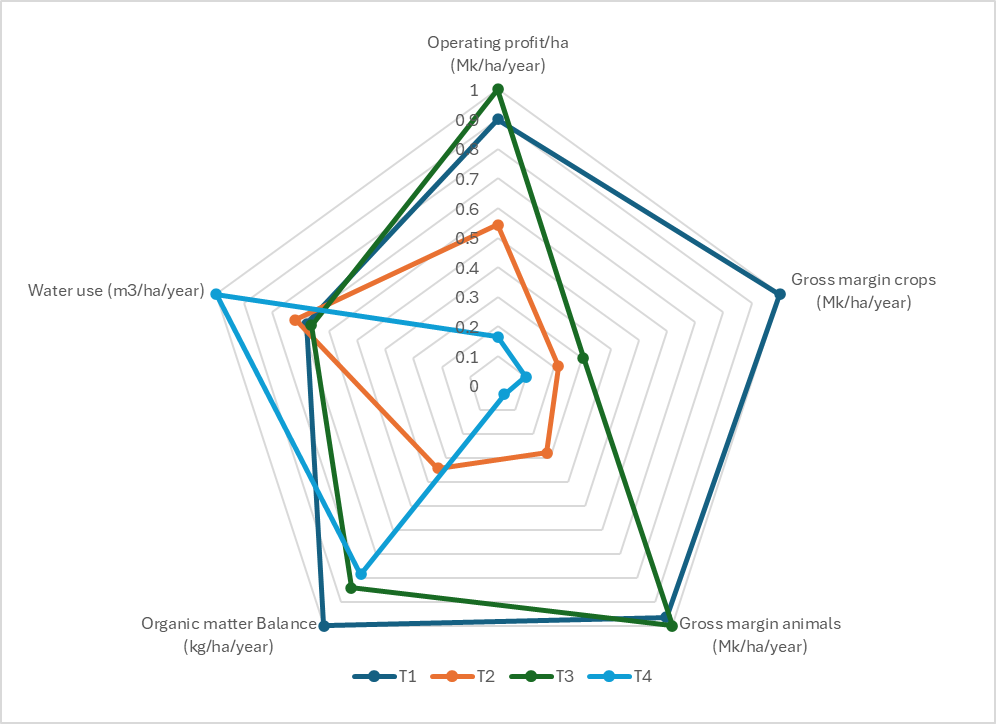 Operating profit/ha
(Mk/ha/year)
1
0.9
0.8
0.7
0.6
0.5
0.4
0.3
0.2
0.1
0
Gross margin crops
(Mk/ha/year)
Water use (m3/ha/year)
Organic matter Balance
(kg/ha/year)
Gross margin animals
(Mk/ha/year)
T1 T2 T3 T4